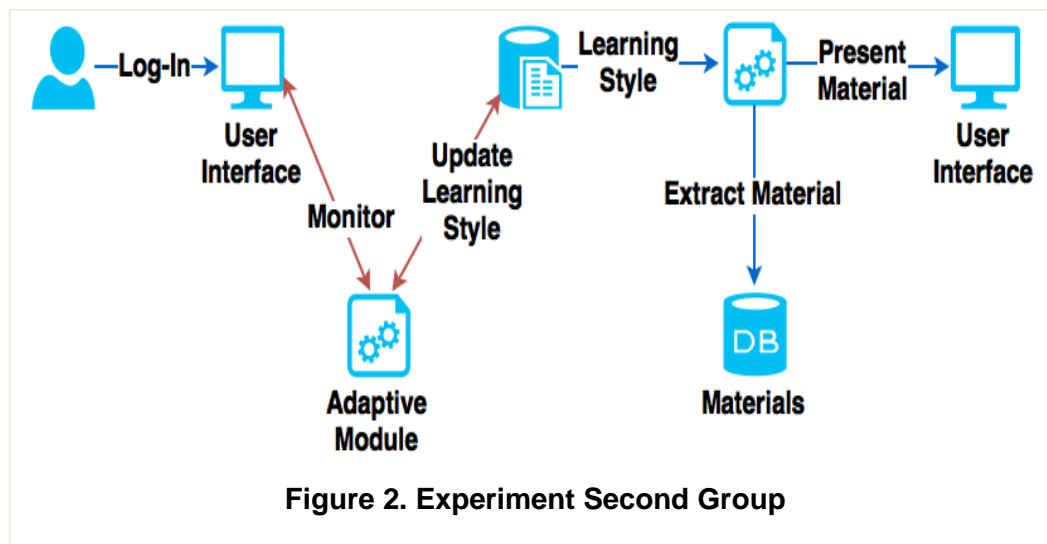 Log-In
User
Interface
Monitor
Adaptive
Module
Update
Learning
Style
Learning
Style
Extract Material
DB
Materials
Present
Material
User
Interface
Figure 2. Experiment Second Group